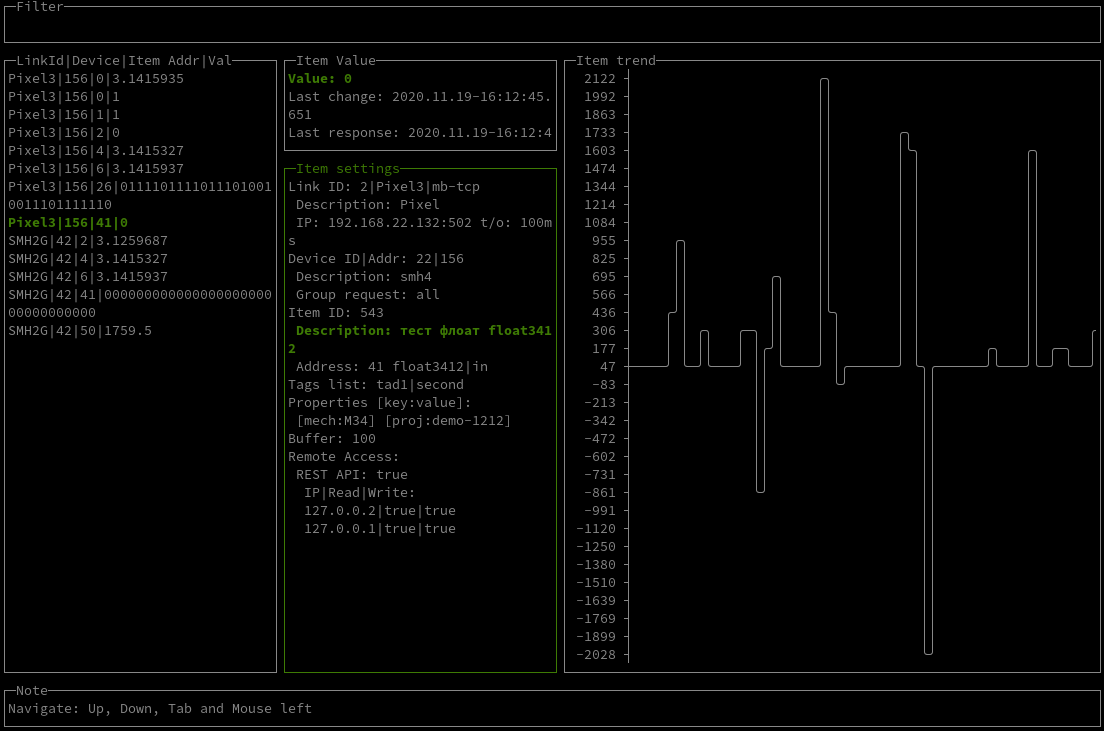 Filter
LinkId|Device|Item Addr|Val
Pixel3|156|0|3.1415935
Pixel3|156|0|1
Pixel3|156|1|1
Pixel3|156|2|0
Pixel3|156|4|3.1415327
Pixel3|156|6|3.1415937
Pixel3|156|26|0111101111011101001
0011101111110
Pixel3|156|41|0
SMH2G|42|2|3.1259687
SMH2G|42|4|3.1415327
SMH2G|42|6|3.1415937
SMH2G|42|41|000000000000000000000
00000000000
SMH2G|42|50|1759.5
Item Value
Value: 0
Last change: 2020.11.19-16:12:45.
651
Last response: 2020.11.19-16:12:4
Item settings
Link ID: 2|Pixel3|mb-tcp
Description: Pixel
IP: 192.168.22.132:502 t/o: 100m
s
Device ID|Addr: 22|156
Description: smh4
Group request: all
Item ID: 543
Description: тест флоат float341
2
Address: 41 float3412|in
Tags list: tad1|second
Properties [key:value]:
[mech:M34] [proj:demo-1212]
Buffer: 100
Remote Access:
REST API: true
IP|Read|Write:
127.0.0.2|true|true
127.0.0.1|true|true
Item trend
2122
1992
1863
1733
1603
1474
1344
1214
1084
955
825
695
566
436
306
177
47
-83
-213
-342
-472
-602
-731
-861
-991
-1120
-1250
-1380
-1510
-1639
-1769
-1899
-2028
Note
Navigate: Up, Down, Tab and Mouse left